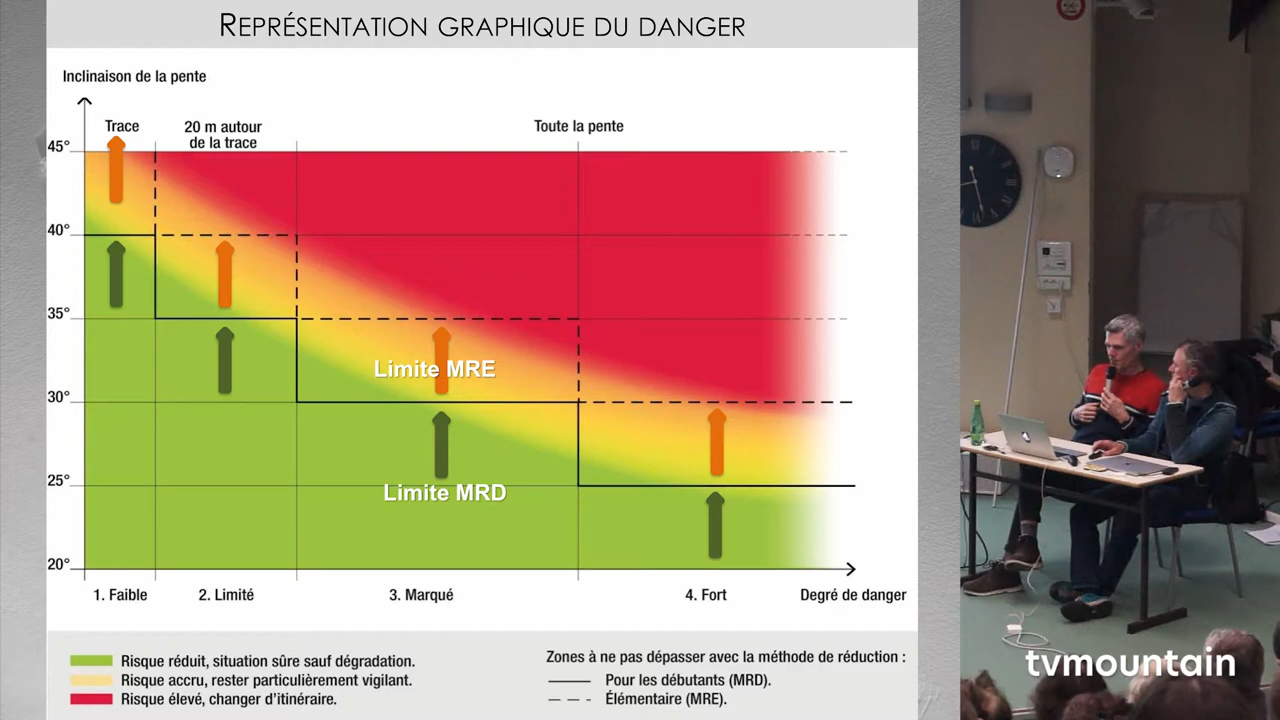 REPRÉSENTATION GRAPHIQUE DU DANGER
Inclinaison de la pente
Trace
20 m autour
de la trace
Toute la pente
45°
40°
35°
Limite MRE
30°
25°
Limite MRD
20°
1. Faible
2. Limité
3. Marqué
4. Fort
Degré de danger
Risque réduit, situation sûre sauf dégradation.
Risque accru, rester particulièrement vigilant.
Risque élevé, changer d'itinéraire.
Zones à ne pas dépasser avec la méthode de réduction :
Pour les débutants (MRD).
Élémentaire (MRE).
tvmountain